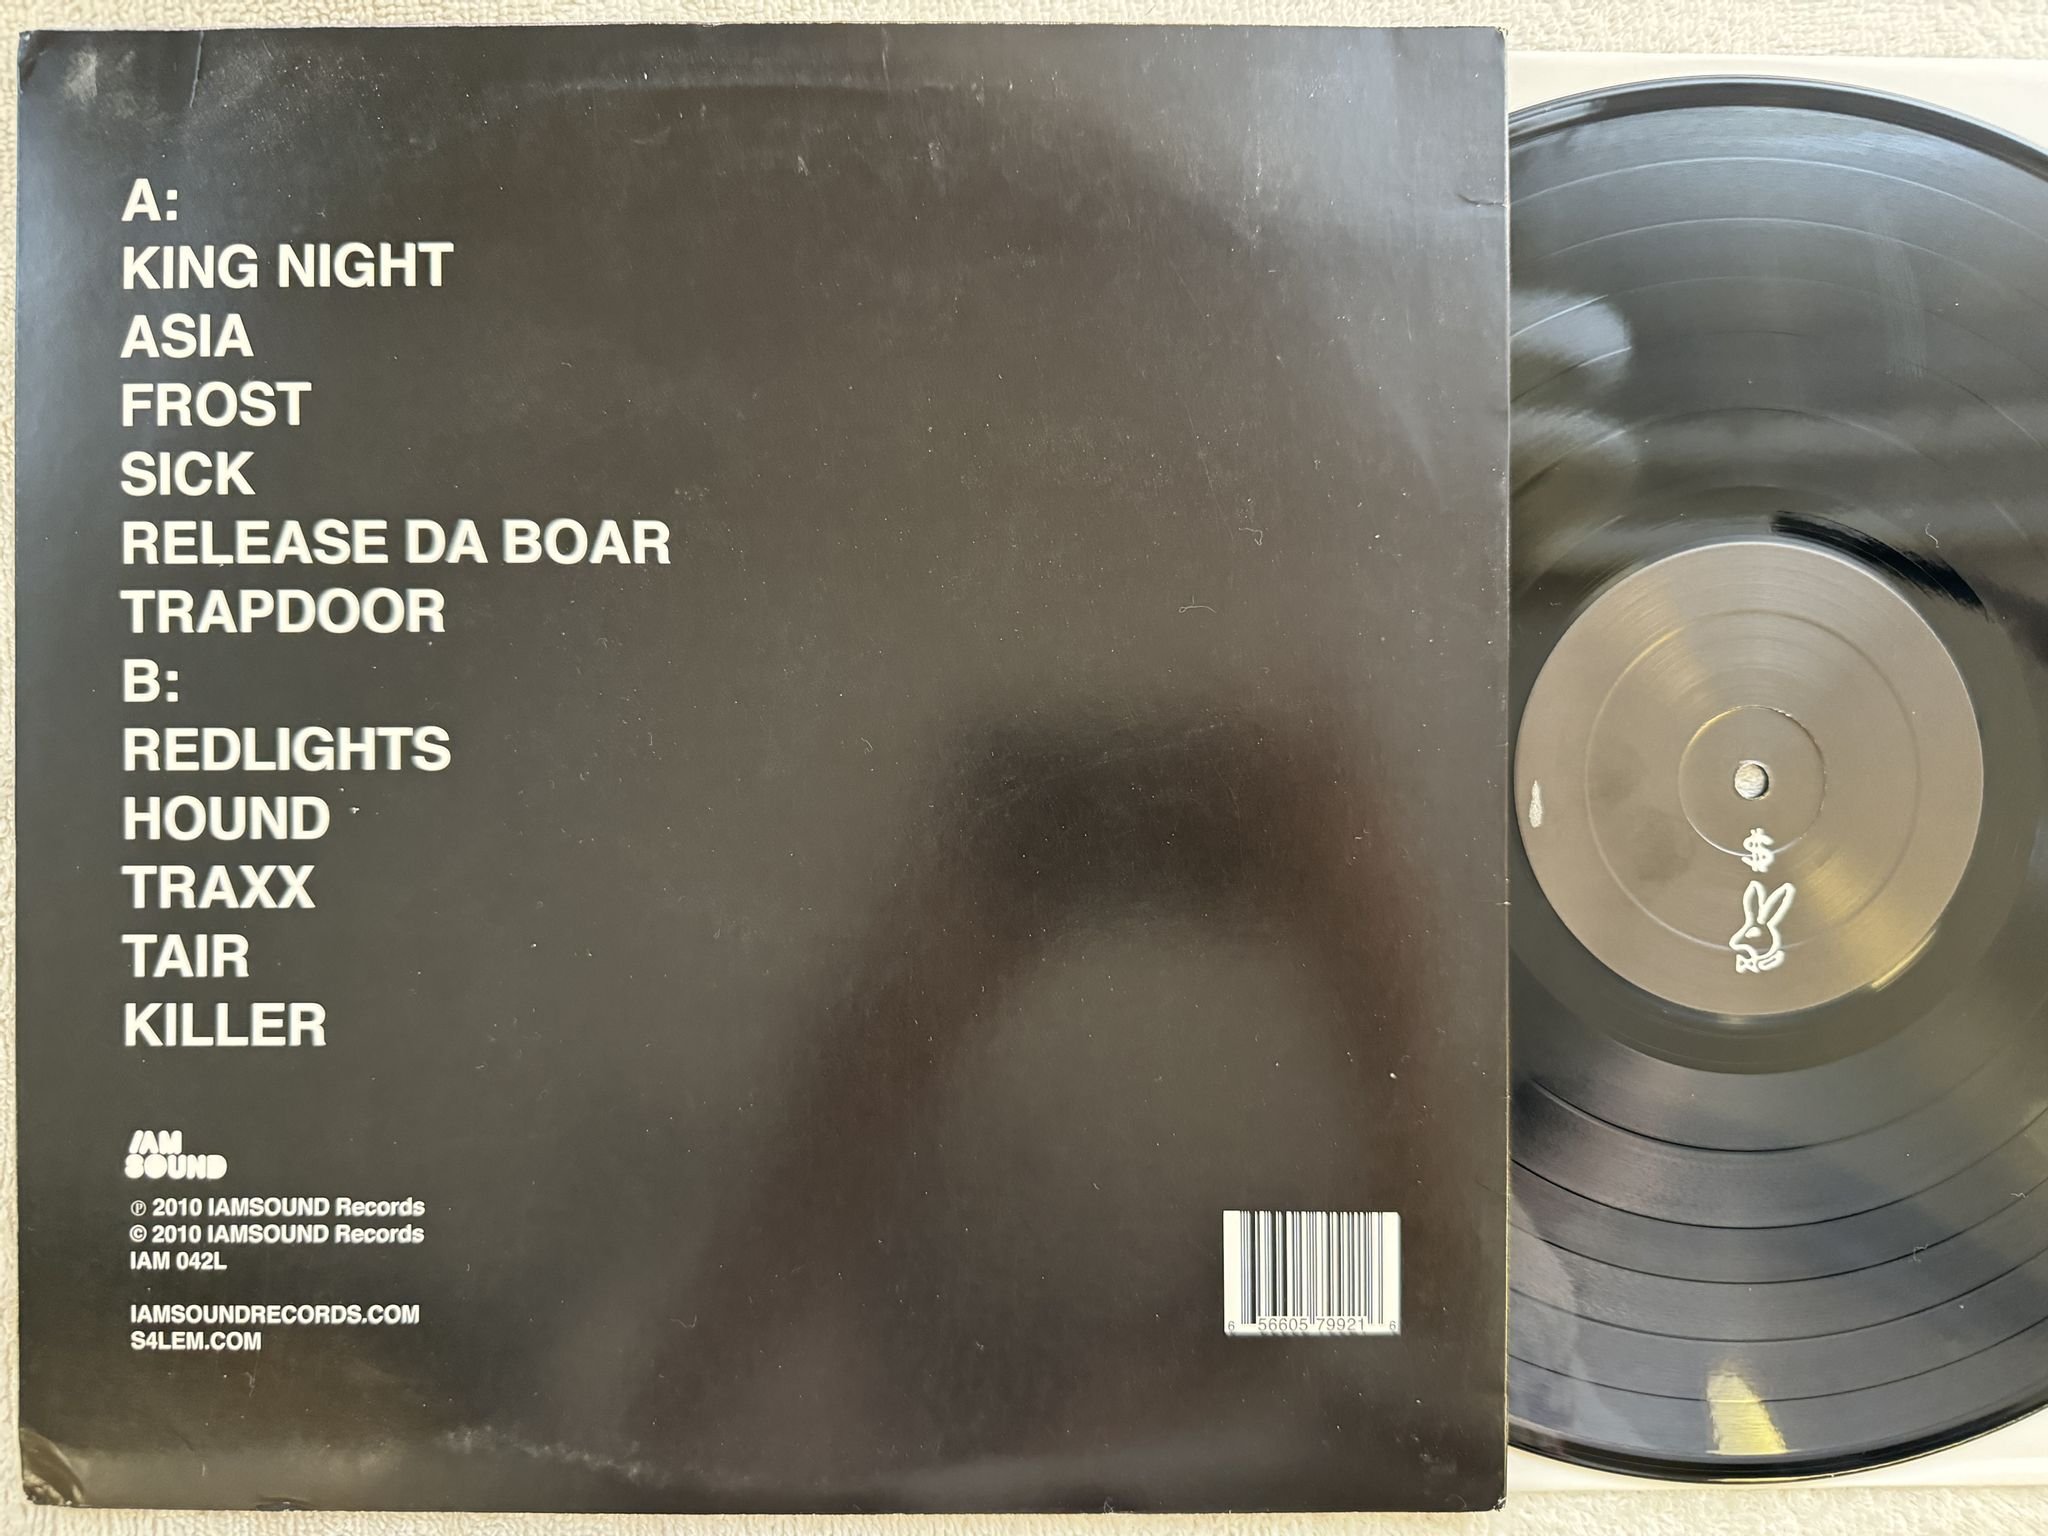 A:
KING NIGHT
ASIA
FROST
SICK
RELEASE DA BOAR
TRAPDOOR
B:
REDLIGHTS
HOUND
TRAXX
TAIR
KILLER
IAM
SOUND
℗ 2010 IAMSOUND Records
© 2010 IAMSOUND Records
IAM 042L
IAMSOUNDRECORDS.COM
S4LEM.COM
6 56605 79921 6
$